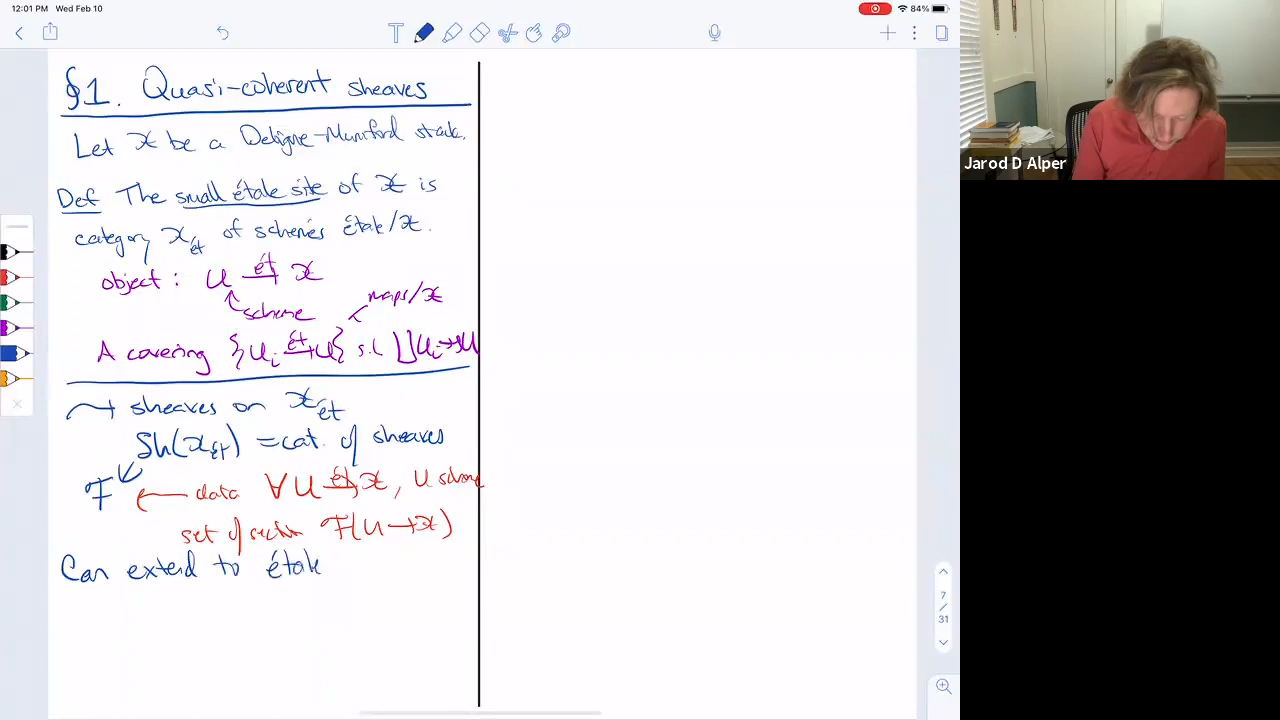 12:01 PM Wed Feb 10
84%
§1. Quasi-coherent sheaves
Let 𝒳 be a Deligne-Mumford stack.
Def The small étale site of 𝒳 is
category 𝒳ét of schemes étale/𝒳.
object: U ét→ 𝒳
scheme
maps/𝒳
A covering {Ui ét→ U} s.t. ∐Ui ↠ U
⇝ sheaves on 𝒳ét
Sh(𝒳ét) = cat. of sheaves
F ← data ∀ U ét→ 𝒳, U scheme
set of section F(U→𝒳)
Can extend to étale
7
/
31
Jarod D Alper